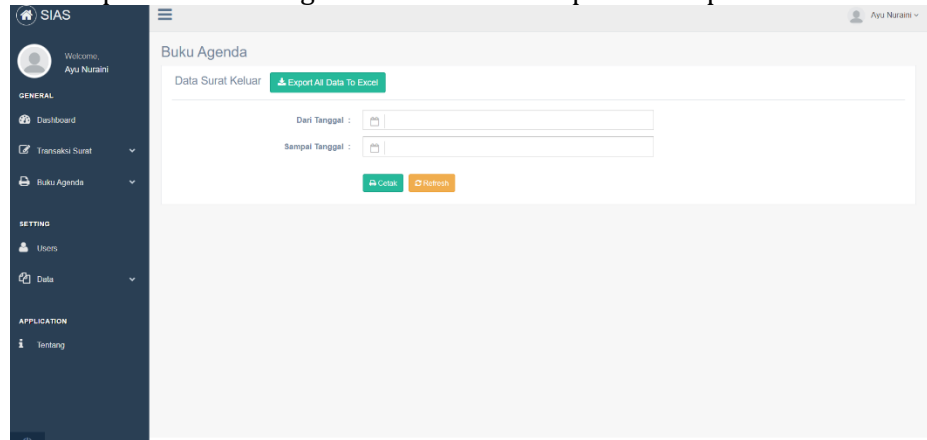 SIAS
Ayu Nuraini
Welcome,
Ayu Nuraini
GENERAL
Dashboard
Transaksi Surat
Buku Agenda
SETTING
Users
Data
APPLICATION
Tentang
Buku Agenda
Data Surat Keluar
Export All Data To Excel
Dari Tanggal :
Sampai Tanggal :
Cetak
Refresh